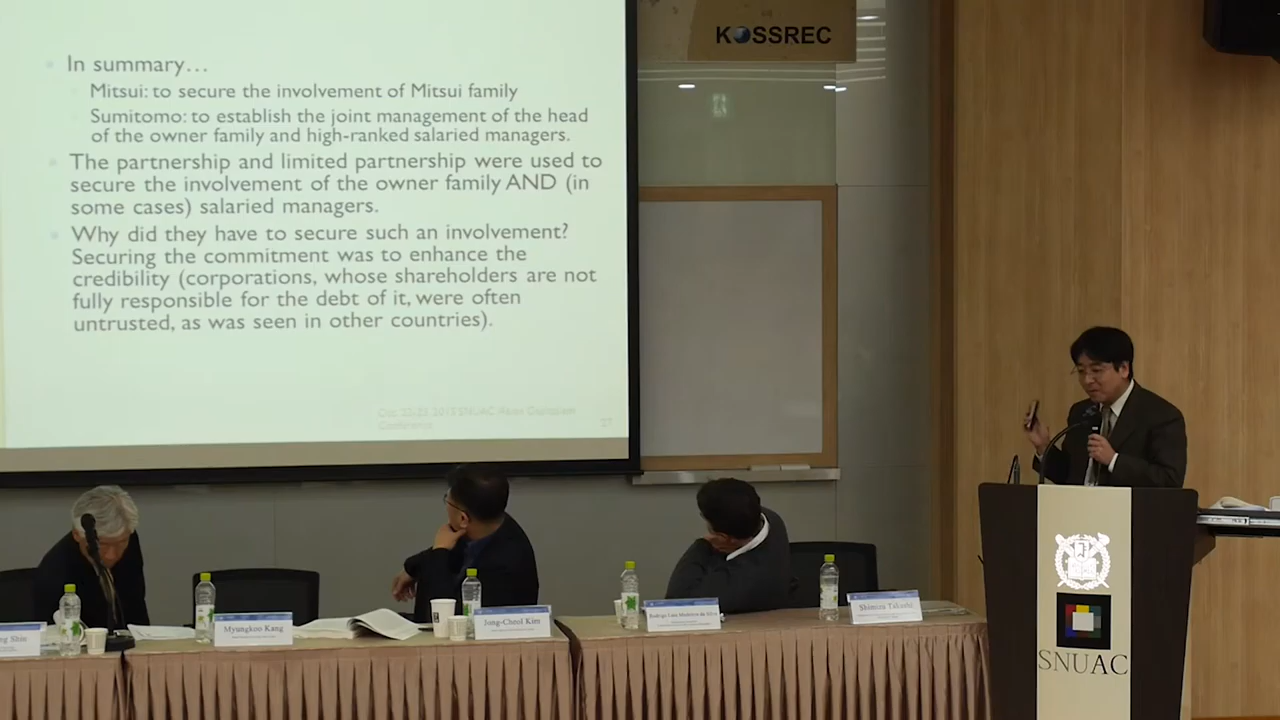 In summary…
Mitsui: to secure the involvement of Mitsui family
Sumitomo: to establish the joint management of the head
of the owner family and high-ranked salaried managers.
The partnership and limited partnership were used to
secure the involvement of the owner family AND (in
some cases) salaried managers.
Why did they have to secure such an involvement?
Securing the commitment was to enhance the
credibility (corporations, whose shareholders are not
fully responsible for the debt of it, were often
untrusted, as was seen in other countries).
KOSSREC
Shin
Myungkoo Kang
Jong-Cheol Kim
Shimizu Takashi
SNUAC